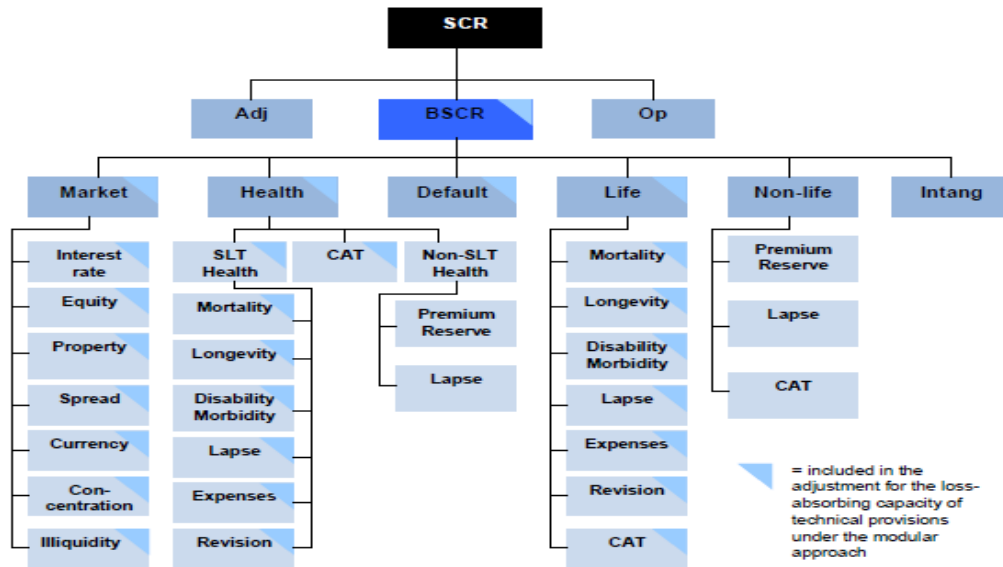 SCR
Adj
BSCR
Op
Market
Health
Default
Life
Non-life
Intang
Interest
rate
Equity
Property
Spread
Currency
Con-
centration
Illiquidity
SLT
Health
CAT
Non-SLT
Health
Mortality
Longevity
Disability
Morbidity
Lapse
Expenses
Revision
Premium
Reserve
Lapse
Mortality
Longevity
Disability
Morbidity
Lapse
Expenses
Revision
CAT
Premium
Reserve
Lapse
CAT
= included in the
adjustment for the loss-
absorbing capacity of
technical provisions
under the modular
approach